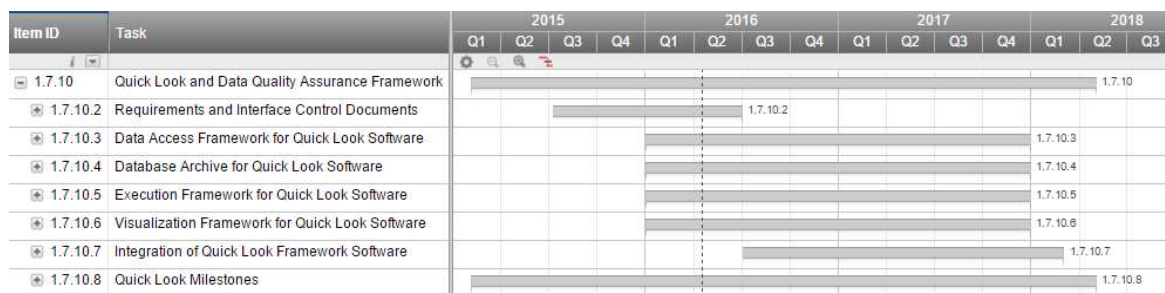 Item ID Task 2015 2016 2017 2018
Q1 Q2 Q3 Q4 Q1 Q2 Q3 Q4 Q1 Q2 Q3 Q4 Q1 Q2 Q3
i
1.7.10 Quick Look and Data Quality Assurance Framework 1.7.10
1.7.10.2 Requirements and Interface Control Documents 1.7.10.2
1.7.10.3 Data Access Framework for Quick Look Software 1.7.10.3
1.7.10.4 Database Archive for Quick Look Software 1.7.10.4
1.7.10.5 Execution Framework for Quick Look Software 1.7.10.5
1.7.10.6 Visualization Framework for Quick Look Software 1.7.10.6
1.7.10.7 Integration of Quick Look Framework Software 1.7.10.7
1.7.10.8 Quick Look Milestones 1.7.10.8